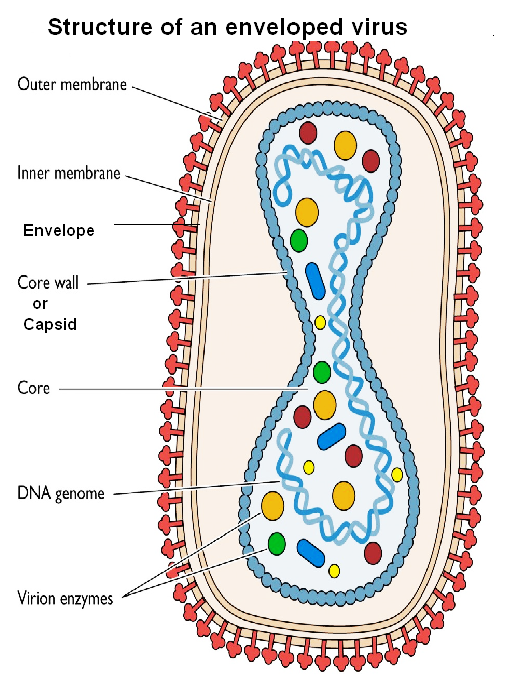 Structure of an enveloped virus
Outer membrane
Inner membrane
Envelope
Core wall
or
Capsid
Core
DNA genome
Virion enzymes